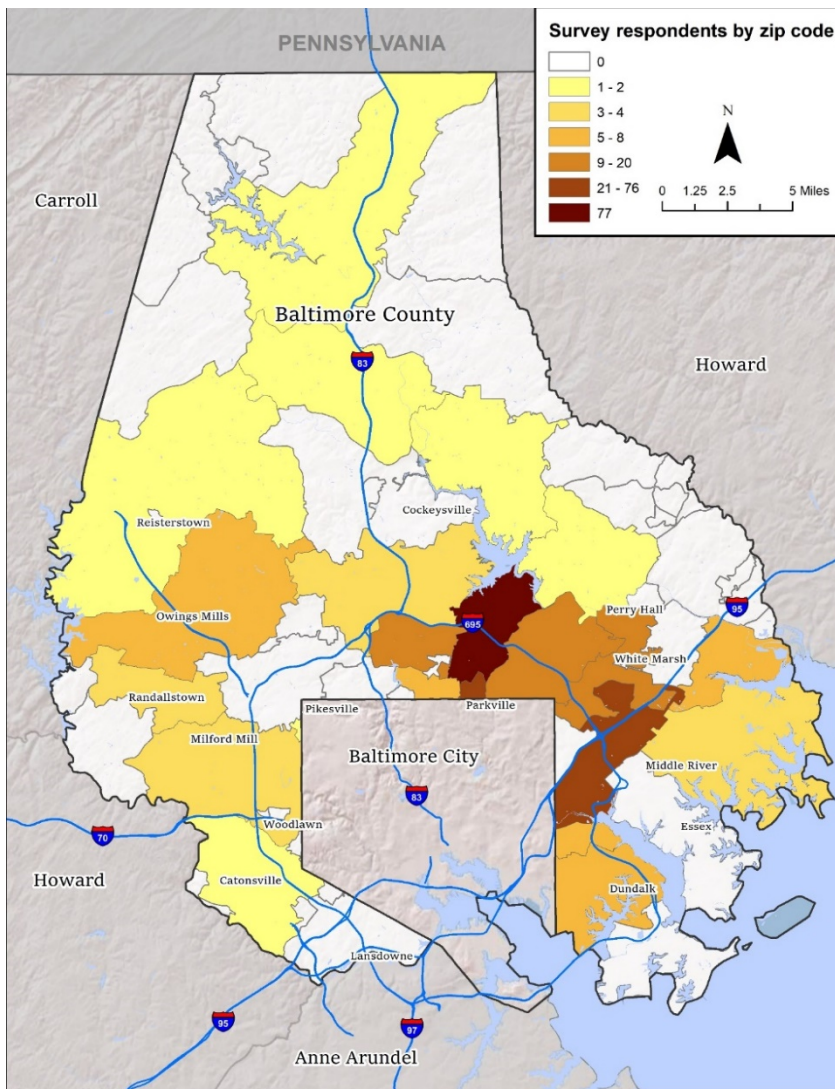 PENNSYLVANIA
Survey respondents by zip code
0
1 - 2
3 - 4
5 - 8
9 - 20
21 - 76
77
N
0 1.25 2.5 5 Miles
Carroll
Baltimore County
83
Howard
Cockeysville
Reisterstown
Owings Mills
695
Perry Hall
95
White Marsh
Randallstown
Pikesville
Parkville
Milford Mill
Baltimore City
Middle River
83
Essex
70
Woodlawn
Howard
Catonsville
Dundalk
Lansdowne
95
97
Anne Arundel